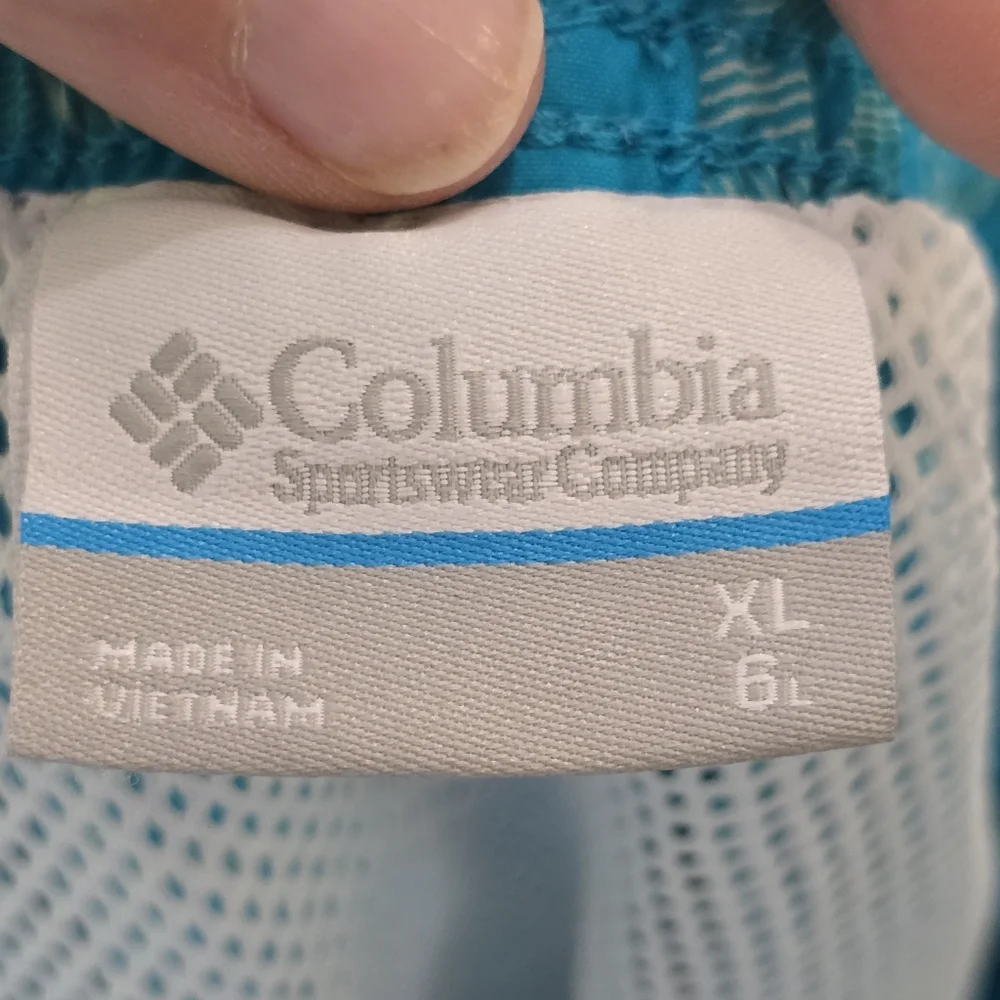 Columbia
Sportswear Company
XL
6L
MADE IN
VIETNAM